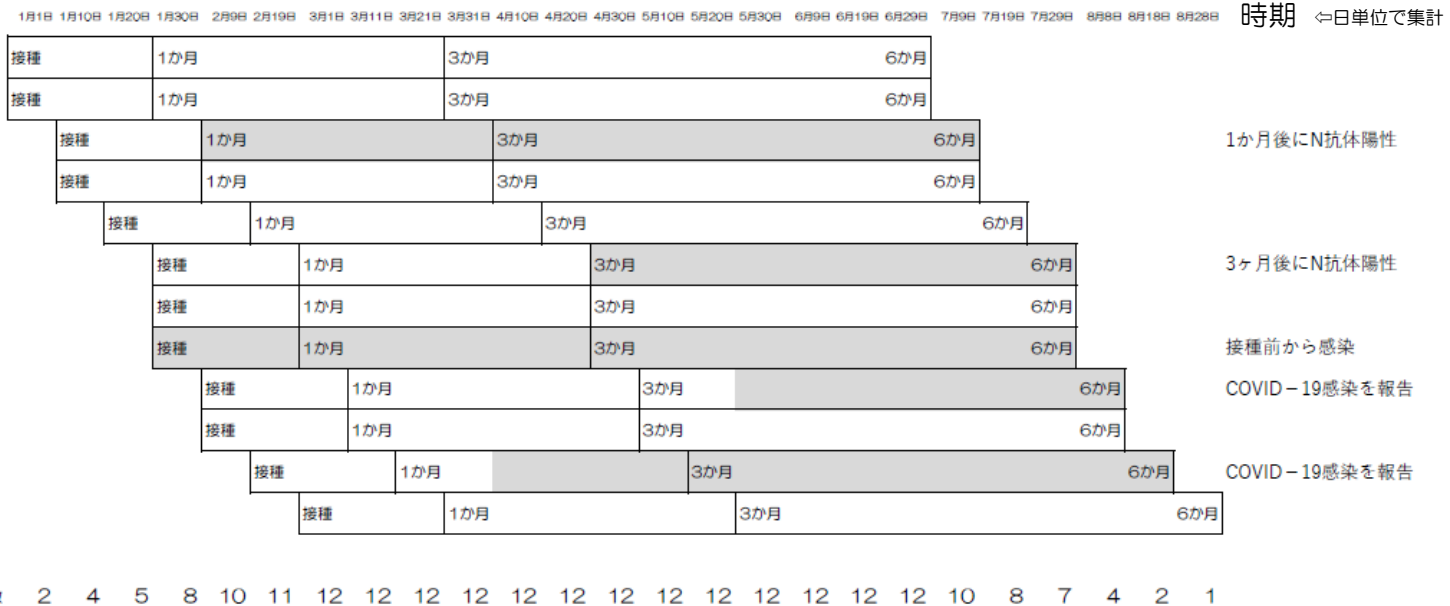 1月1日 1月10日 1月20日 1月30日 2月9日 2月19日 3月1日 3月11日 3月21日 3月31日 4月10日 4月20日 4月30日 5月10日 5月20日 5月30日 6月9日 6月19日 6月29日 7月9日 7月19日 7月29日 8月8日 8月18日 8月28日 時期 ⇦日単位で集計
接種 1か月 3か月 6か月
接種 1か月 3か月 6か月
接種 1か月 3か月 6か月 1か月後にN抗体陽性
接種 1か月 3か月 6か月
接種 1か月 3か月 6か月
接種 1か月 3か月 6か月 3ヶ月後にN抗体陽性
接種 1か月 3か月 6か月
接種 1か月 3か月 6か月 接種前から感染
接種 1か月 3か月 6か月 COVID－19感染を報告
接種 1か月 3か月 6か月
接種 1か月 3か月 6か月 COVID－19感染を報告
接種 1か月 3か月 6か月
2 4 5 8 10 11 12 12 12 12 12 12 12 12 12 12 12 12 12 10 8 7 4 2 1